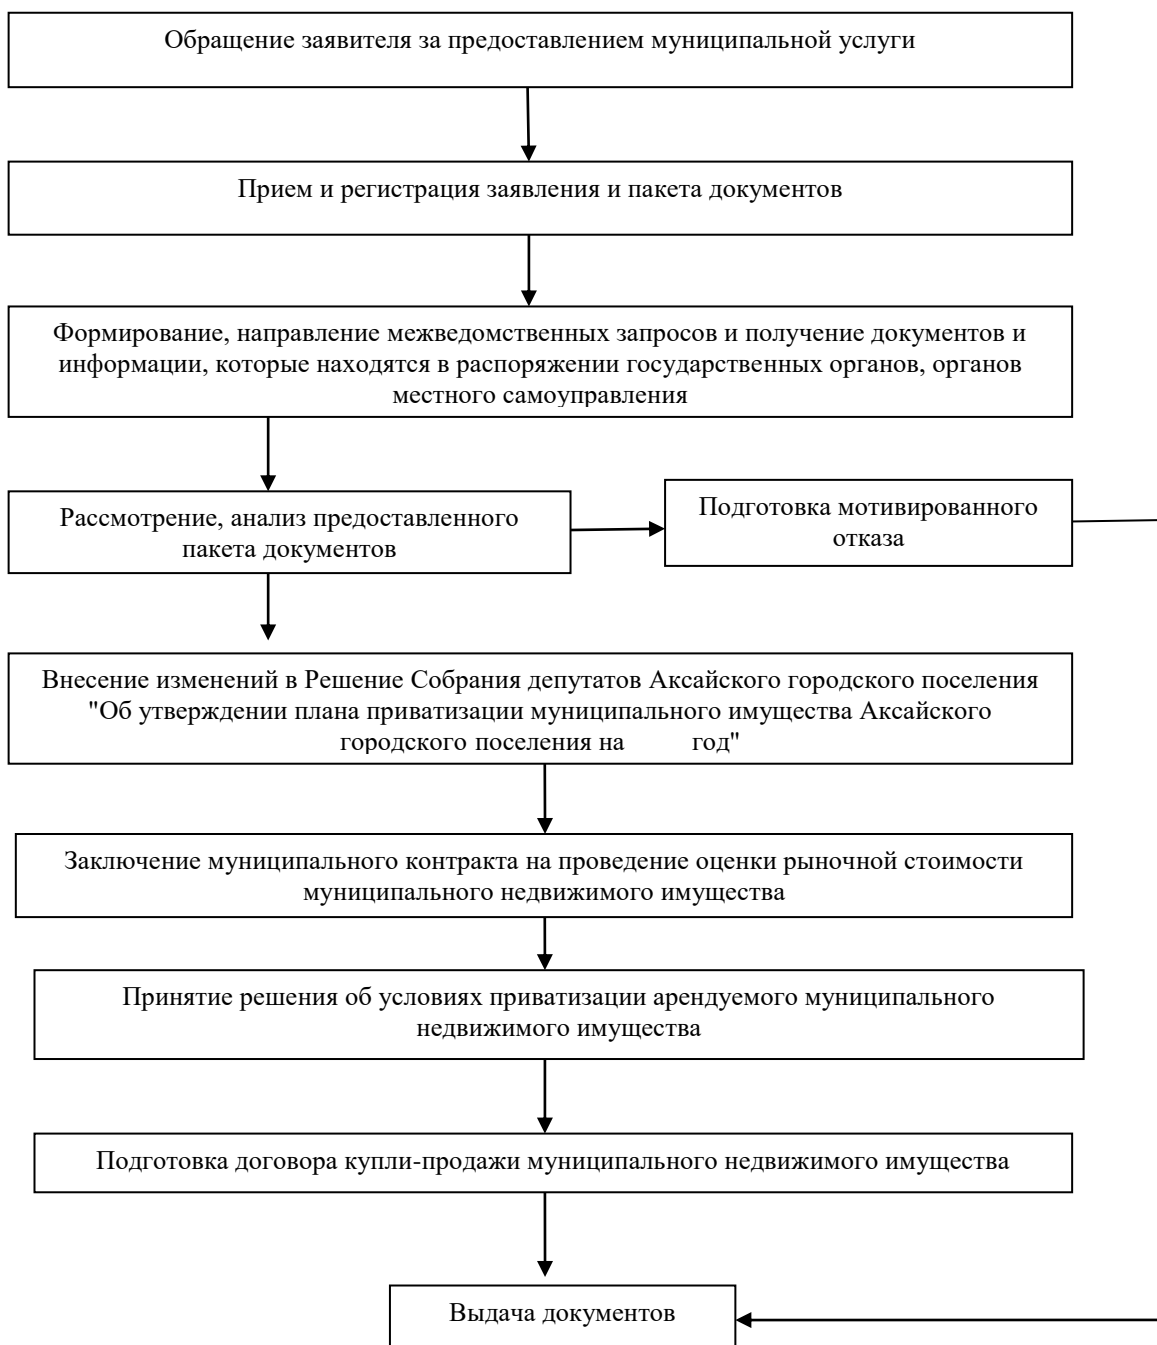 Обращение заявителя за предоставлением муниципальной услуги
Прием и регистрация заявления и пакета документов
Формирование, направление межведомственных запросов и получение документов и
информации, которые находятся в распоряжении государственных органов, органов
местного самоуправления
Рассмотрение, анализ предоставленного
пакета документов
Подготовка мотивированного
отказа
Внесение изменений в Решение Собрания депутатов Аксайского городского поселения
"Об утверждении плана приватизации муниципального имущества Аксайского
городского поселения на год"
Заключение муниципального контракта на проведение оценки рыночной стоимости
муниципального недвижимого имущества
Принятие решения об условиях приватизации арендуемого муниципального
недвижимого имущества
Подготовка договора купли-продажи муниципального недвижимого имущества
Выдача документов